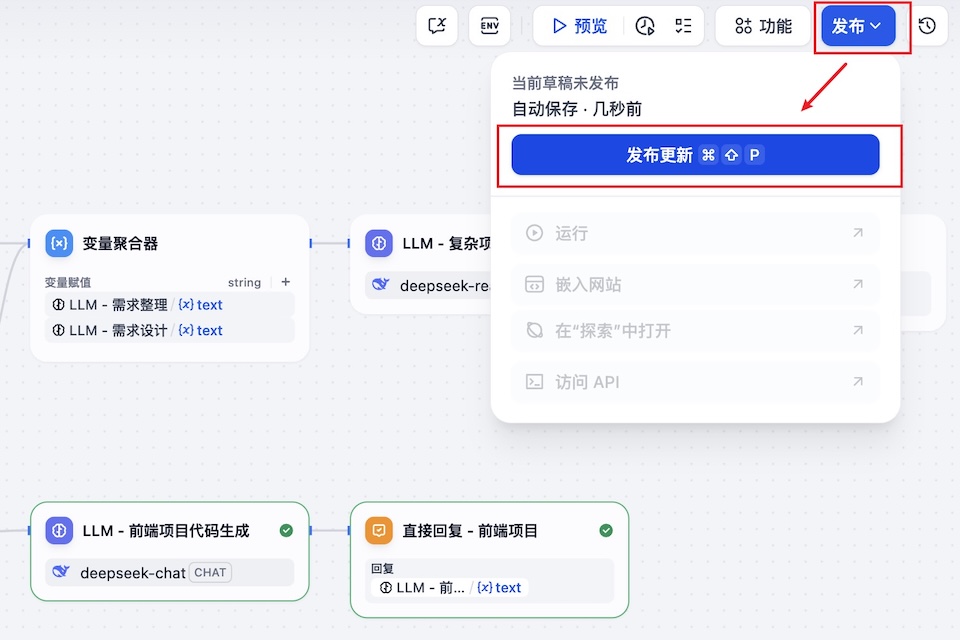 ENV
预览
功能
发布
当前草稿未发布
自动保存 · 几秒前
发布更新 ⌘ ⇧ P
运行
嵌入网站
在“探索”中打开
访问 API
{x} 变量聚合器
变量赋值 string +
LLM - 需求整理 / {x} text
LLM - 需求设计 / {x} text
LLM - 复杂项
deepseek-re
LLM - 前端项目代码生成
deepseek-chat CHAT
直接回复 - 前端项目
回复
LLM - 前... / {x} text